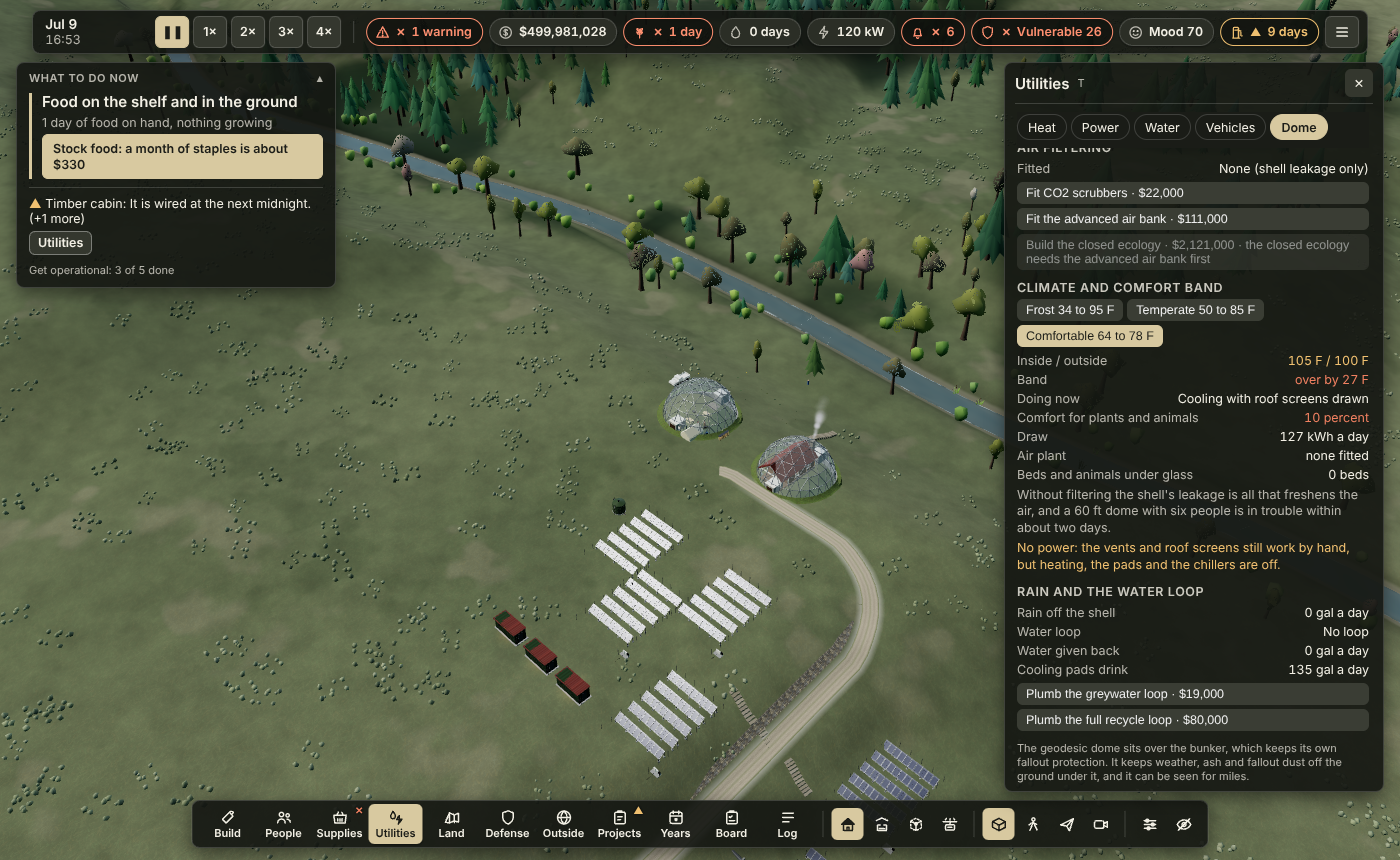 Jul 9
16:53
1×
2×
3×
4×
× 1 warning
$499,981,028
× 1 day
0 days
120 kW
× 6
× Vulnerable 26
Mood 70
9 days
WHAT TO DO NOW
Food on the shelf and in the ground
1 day of food on hand, nothing growing
Stock food: a month of staples is about
$330
Timber cabin: It is wired at the next midnight.
(+1 more)
Utilities
Get operational: 3 of 5 done
Utilities T
Heat
Power
Water
Vehicles
Dome
AIR FILTERING
Fitted None (shell leakage only)
Fit CO2 scrubbers · $22,000
Fit the advanced air bank · $111,000
Build the closed ecology · $2,121,000 · the closed ecology
needs the advanced air bank first
CLIMATE AND COMFORT BAND
Frost 34 to 95 F
Temperate 50 to 85 F
Comfortable 64 to 78 F
Inside / outside 105 F / 100 F
Band over by 27 F
Doing now Cooling with roof screens drawn
Comfort for plants and animals 10 percent
Draw 127 kWh a day
Air plant none fitted
Beds and animals under glass 0 beds
Without filtering the shell's leakage is all that freshens the
air, and a 60 ft dome with six people is in trouble within
about two days.
No power: the vents and roof screens still work by hand,
but heating, the pads and the chillers are off.
RAIN AND THE WATER LOOP
Rain off the shell 0 gal a day
Water loop No loop
Water given back 0 gal a day
Cooling pads drink 135 gal a day
Plumb the greywater loop · $19,000
Plumb the full recycle loop · $80,000
The geodesic dome sits over the bunker, which keeps its own
fallout protection. It keeps weather, ash and fallout dust off the
ground under it, and it can be seen for miles.
Build
People
Supplies
Utilities
Land
Defense
Outside
Projects
Years
Board
Log